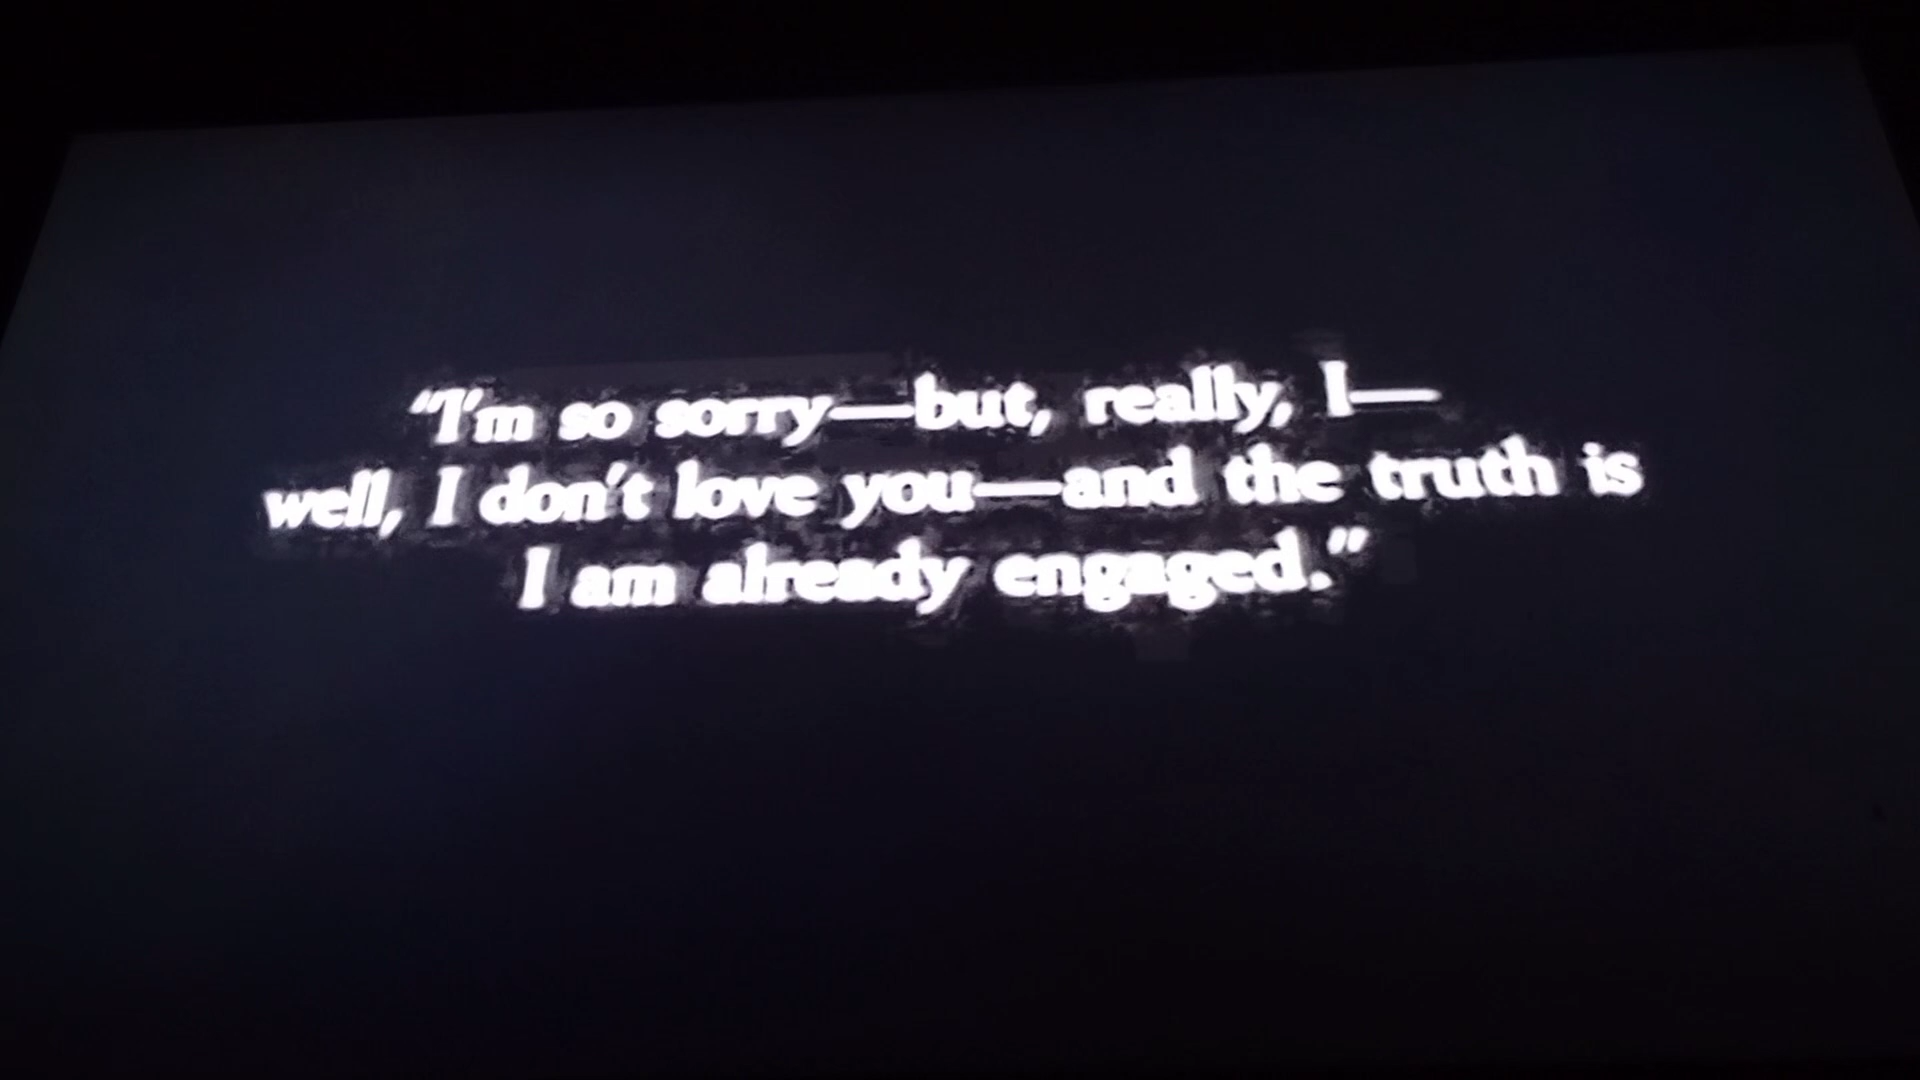 “I'm so sorry—but, really, I—
well, I don't love you—and the truth is
I am already engaged.”